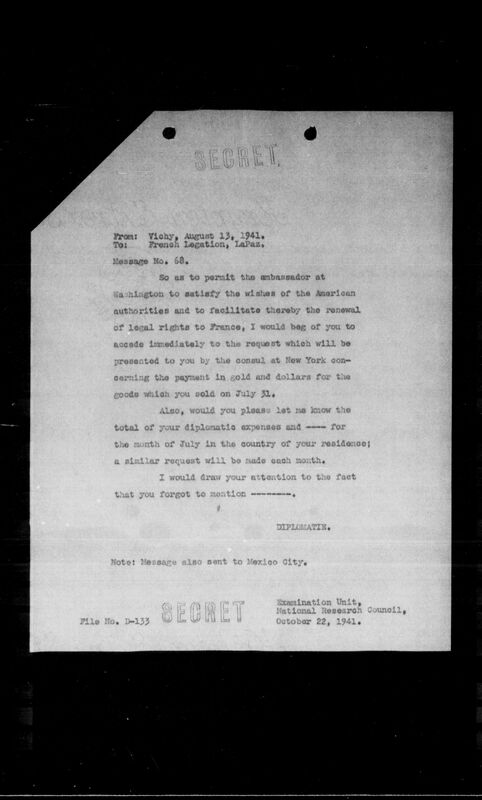 SECRET.
From: Vichy, August 13, 1941.
To: French Legation, LaPaz.
Message No. 68.
So as to permit the ambassador at
Washington to satisfy the wishes of the American
authorities and to facilitate thereby the renewal
of legal rights to France, I would beg of you to
accede immediately to the request which will be
presented to you by the consul at New York con-
cerning the payment in gold and dollars for the
goods which you sold on July 31.
Also, would you please let me know the
total of your diplomatic expenses and ---- for
the month of July in the country of your residence;
a similar request will be made each month.
I would draw your attention to the fact
that you forgot to mention --------.
DIPLOMATIE.
Note: Message also sent to Mexico City.
Examination Unit,
National Research Council,
October 22, 1941.
File No. D-133
SECRET